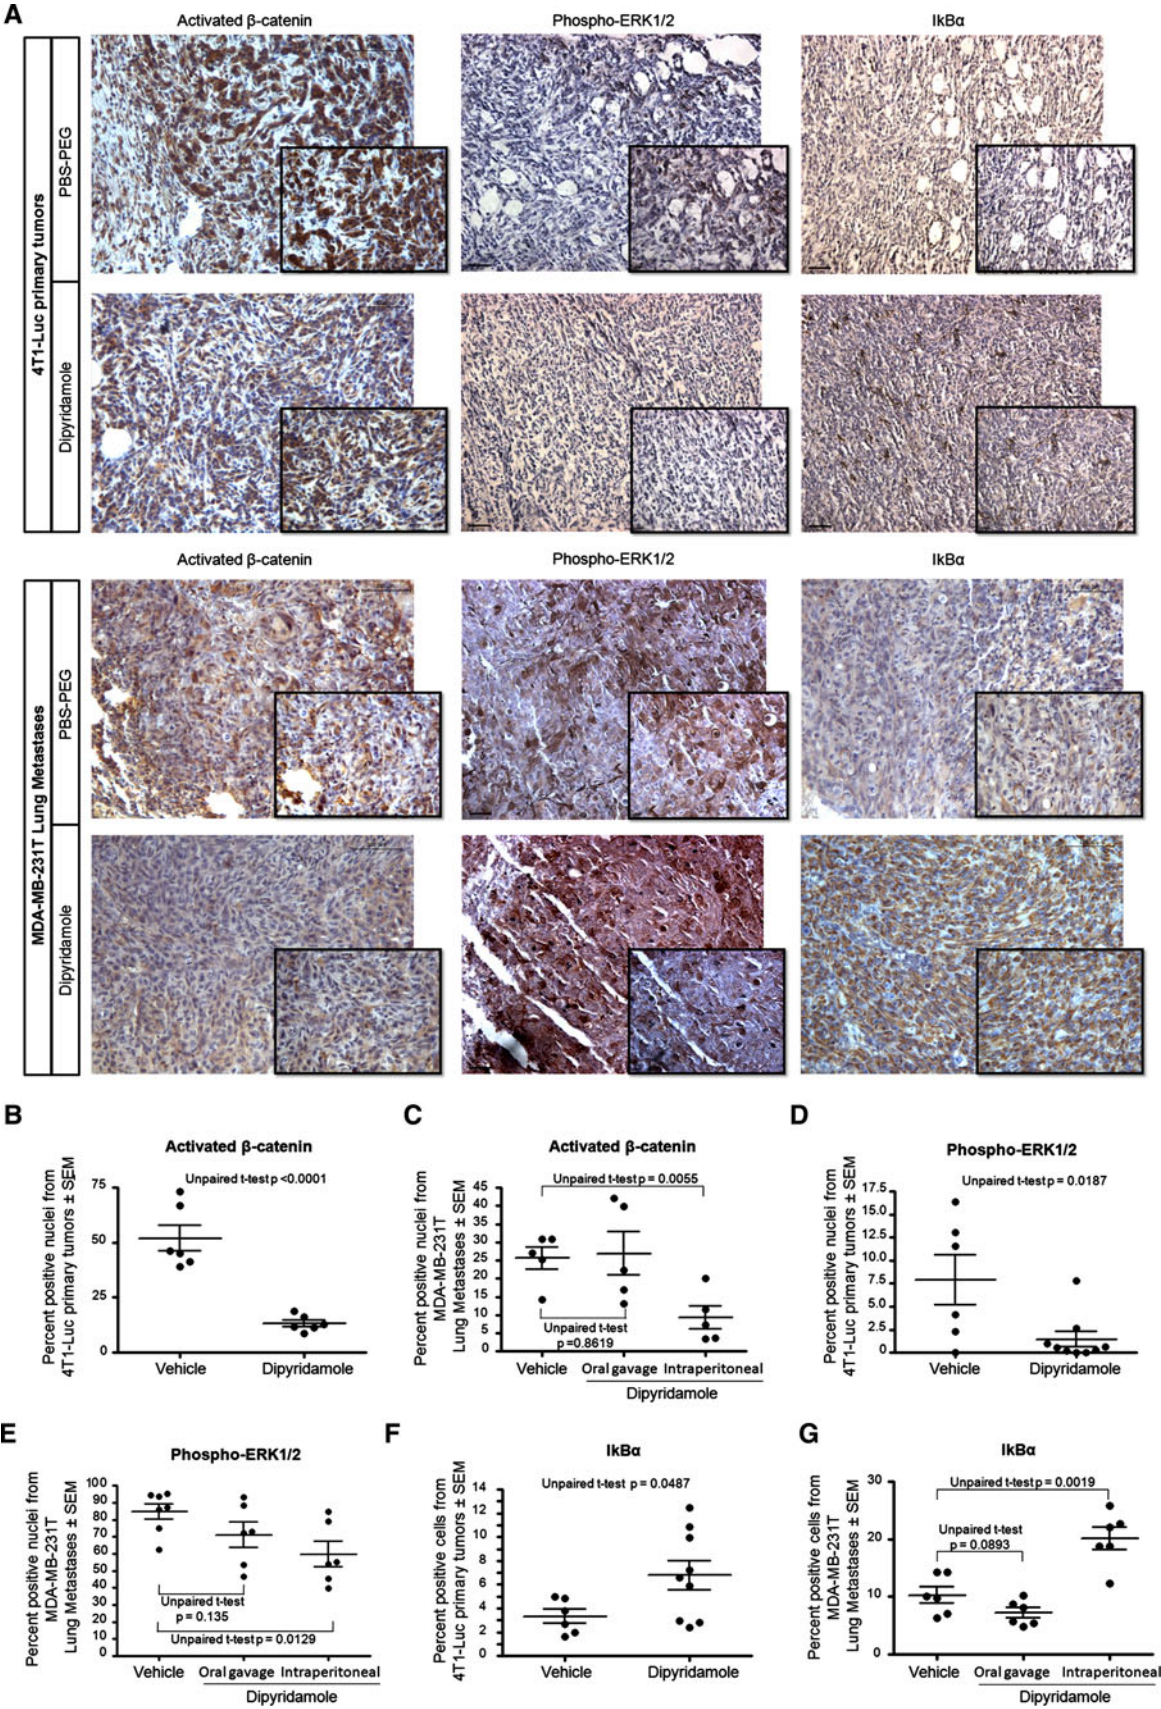 A
Activated β-catenin
Phospho-ERK1/2
IkBα
4T1-Luc primary tumors
PBS-PEG
Dipyridamole
Activated β-catenin
Phospho-ERK1/2
IkBα
MDA-MB-231T Lung Metastases
PBS-PEG
Dipyridamole
B
Activated β-catenin
Unpaired t-test p <0.0001
Percent positive nuclei from
4T1-Luc primary tumors ± SEM
75
50
25
0
Vehicle
Dipyridamole
C
Activated β-catenin
Unpaired t-test p = 0.0055
Percent positive nuclei from
MDA-MB-231T
Lung Metastases ± SEM
45
40
35
30
25
20
15
10
5
0
Unpaired t-test
p =0.8619
Vehicle
Oral gavage
Intraperitoneal
Dipyridamole
D
Phospho-ERK1/2
Unpaired t-test p = 0.0187
Percent positive nuclei from
4T1-Luc primary tumors ± SEM
17.5
15.0
12.5
10.0
7.5
5.0
2.5
0
Vehicle
Dipyridamole
E
Phospho-ERK1/2
Percent positive nuclei from
MDA-MB-231T
Lung Metastases ± SEM
100
90
80
70
60
50
40
30
20
10
0
Unpaired t-test
p = 0.135
Unpaired t-test p = 0.0129
Vehicle
Oral gavage
Intraperitoneal
Dipyridamole
F
IkBα
Unpaired t-test p = 0.0487
Percent positive cells from
4T1-Luc primary tumors ± SEM
14
12
10
8
6
4
2
0
Vehicle
Dipyridamole
G
IkBα
Unpaired t-test p = 0.0019
Unpaired t-test
p = 0.0893
Percent positive cells from
MDA-MB-231T
Lung Metastases ± SEM
30
20
10
0
Vehicle
Oral gavage
Intraperitoneal
Dipyridamole